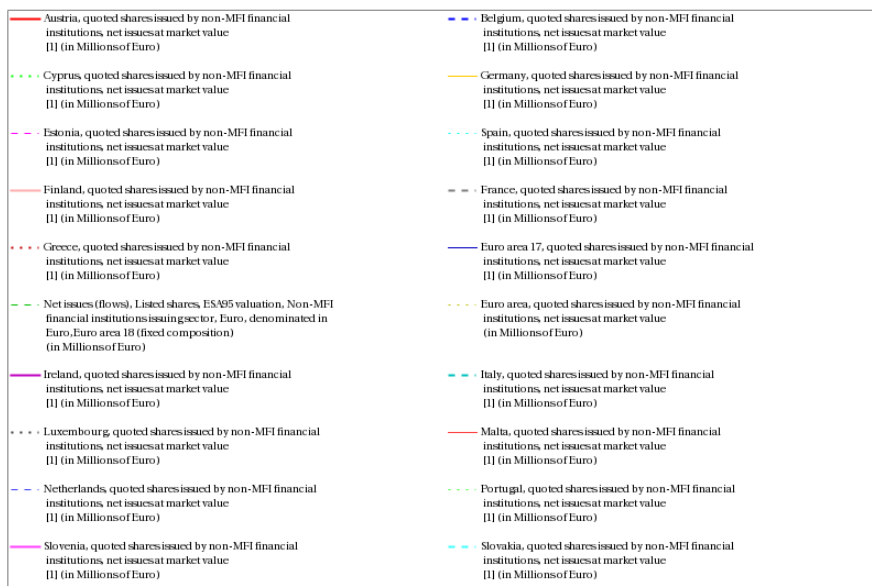 Austria, quoted shares issued by non-MFI financial
institutions, net issues at market value
[1] (in Millions of Euro)
Belgium, quoted shares issued by non-MFI financial
institutions, net issues at market value
[1] (in Millions of Euro)
Cyprus, quoted shares issued by non-MFI financial
institutions, net issues at market value
[1] (in Millions of Euro)
Germany, quoted shares issued by non-MFI financial
institutions, net issues at market value
[1] (in Millions of Euro)
Estonia, quoted shares issued by non-MFI financial
institutions, net issues at market value
[1] (in Millions of Euro)
Spain, quoted shares issued by non-MFI financial
institutions, net issues at market value
[1] (in Millions of Euro)
Finland, quoted shares issued by non-MFI financial
institutions, net issues at market value
[1] (in Millions of Euro)
France, quoted shares issued by non-MFI financial
institutions, net issues at market value
[1] (in Millions of Euro)
Greece, quoted shares issued by non-MFI financial
institutions, net issues at market value
[1] (in Millions of Euro)
Euro area 17, quoted shares issued by non-MFI financial
institutions, net issues at market value
[1] (in Millions of Euro)
Net issues (flows), Listed shares, ESA95 valuation, Non-MFI
financial institutions issuing sector, Euro, denominated in
Euro,Euro area 18 (fixed composition)
(in Millions of Euro)
Euro area, quoted shares issued by non-MFI financial
institutions, net issues at market value
(in Millions of Euro)
Ireland, quoted shares issued by non-MFI financial
institutions, net issues at market value
[1] (in Millions of Euro)
Italy, quoted shares issued by non-MFI financial
institutions, net issues at market value
[1] (in Millions of Euro)
Luxembourg, quoted shares issued by non-MFI financial
institutions, net issues at market value
[1] (in Millions of Euro)
Malta, quoted shares issued by non-MFI financial
institutions, net issues at market value
[1] (in Millions of Euro)
Netherlands, quoted shares issued by non-MFI financial
institutions, net issues at market value
[1] (in Millions of Euro)
Portugal, quoted shares issued by non-MFI financial
institutions, net issues at market value
[1] (in Millions of Euro)
Slovenia, quoted shares issued by non-MFI financial
institutions, net issues at market value
[1] (in Millions of Euro)
Slovakia, quoted shares issued by non-MFI financial
institutions, net issues at market value
[1] (in Millions of Euro)